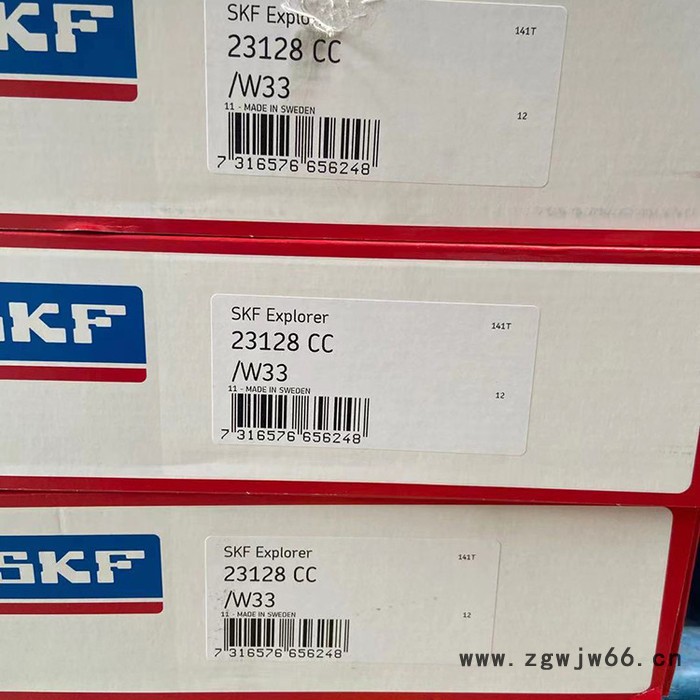 SKF
SKF Explo
141T
23128 CC
/W33
11 - MADE IN SWEDEN
12
7 316576 656248
SKF
SKF Explorer
141T
23128 CC
/W33
11 - MADE IN SWEDEN
12
7 316576 656248
SKF
SKF Explorer
141T
23128 CC
/W33
11 - MADE IN SWEDEN
12
7 316576 656248
www.zgwjw66.cn